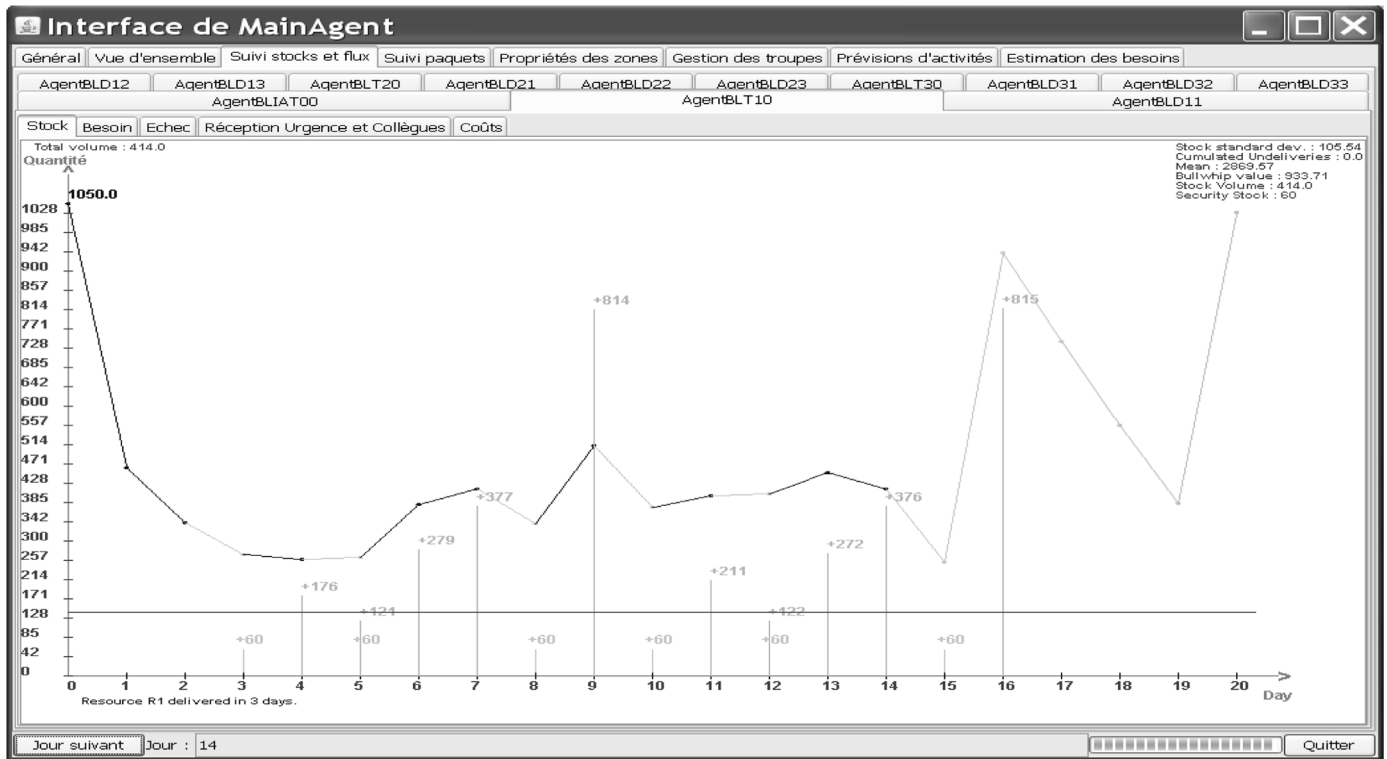 Interface de MainAgent
Général Vue d'ensemble Suivi stocks et flux Suivi paquets Propriétés des zones Gestion des troupes Prévisions d'activités Estimation des besoins
AgentBLD12 AgentBLD13 AgentBLT20 AgentBLD21 AgentBLD22 AgentBLD23 AgentBLT30 AgentBLD31 AgentBLD32 AgentBLD33
AgentBLIAT00 AgentBLT10 AgentBLD11
Stock Besoin Echec Réception Urgence et Collègues Coûts
Total volume : 414.0
Quantité
Stock standard dev. : 105.54
Cumulated Undeliveries : 0.0
Mean : 2869.57
Bullwhip value : 933.71
Stock Volume : 414.0
Security Stock : 60
1050.0
1028
985
942
900
857
814
771
728
685
642
600
557
514
471
428
385
342
300
257
214
171
128
85
42
0
+814
+815
+377
+376
+279
+272
+211
+176
+121
+122
+60
+60
+60
+60
+60
+60
0 1 2 3 4 5 6 7 8 9 10 11 12 13 14 15 16 17 18 19 20
Day
Resource R1 delivered in 3 days.
Jour suivant Jour : 14 Quitter